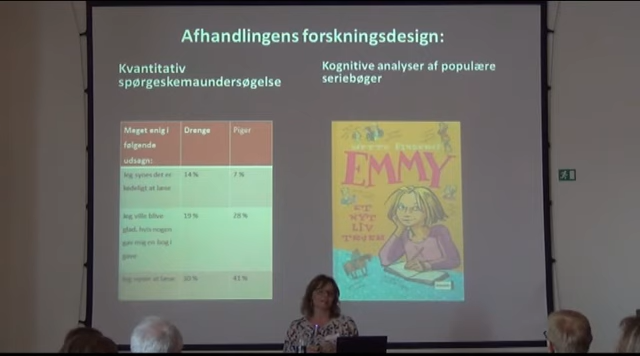 Afhandlingens forskningsdesign:
Kvantitativ
spørgeskemaundersøgelse
Kognitive analyser af populære
seriebøger
Meget enig i
følgende
udsagn:
Drenge
Piger
Jeg synes det er
kedeligt at læse
14 %
7 %
Jeg ville blive
glad, hvis nogen
gav mig en bog i
gave
19 %
28 %
Jeg elsker at læse
30 %
41 %
METTE
EMMY
ET
NYT
LIV